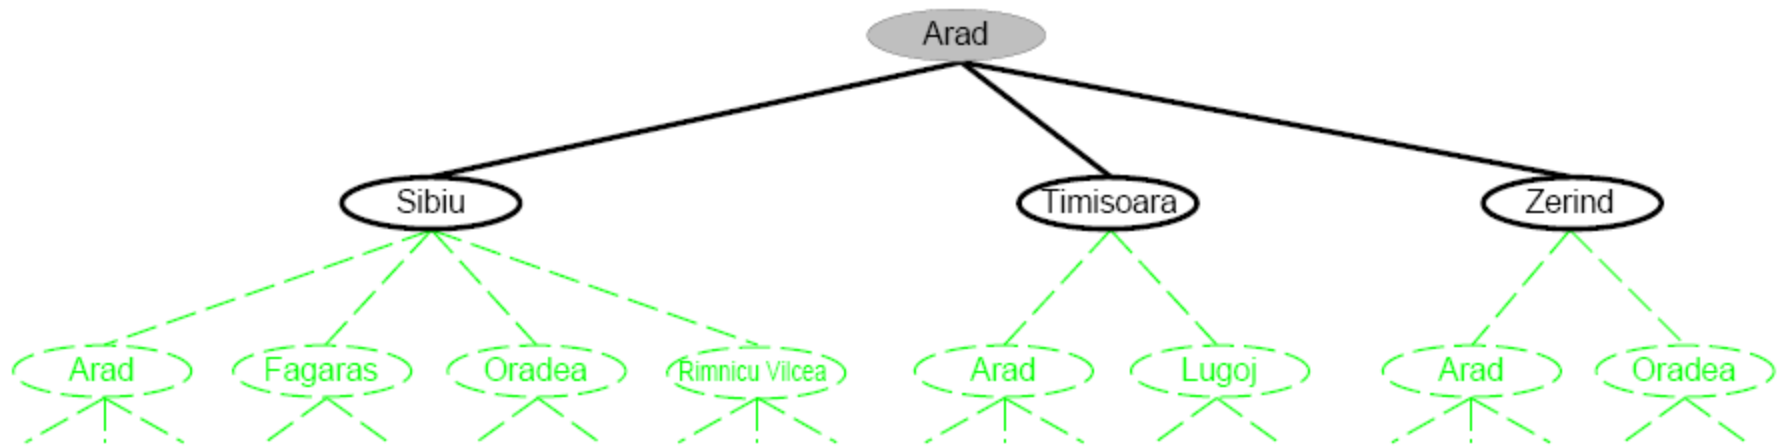 Arad
Sibiu
Timisoara
Zerind
Arad
Fagaras
Oradea
Rimnicu Vilcea
Arad
Lugoj
Arad
Oradea